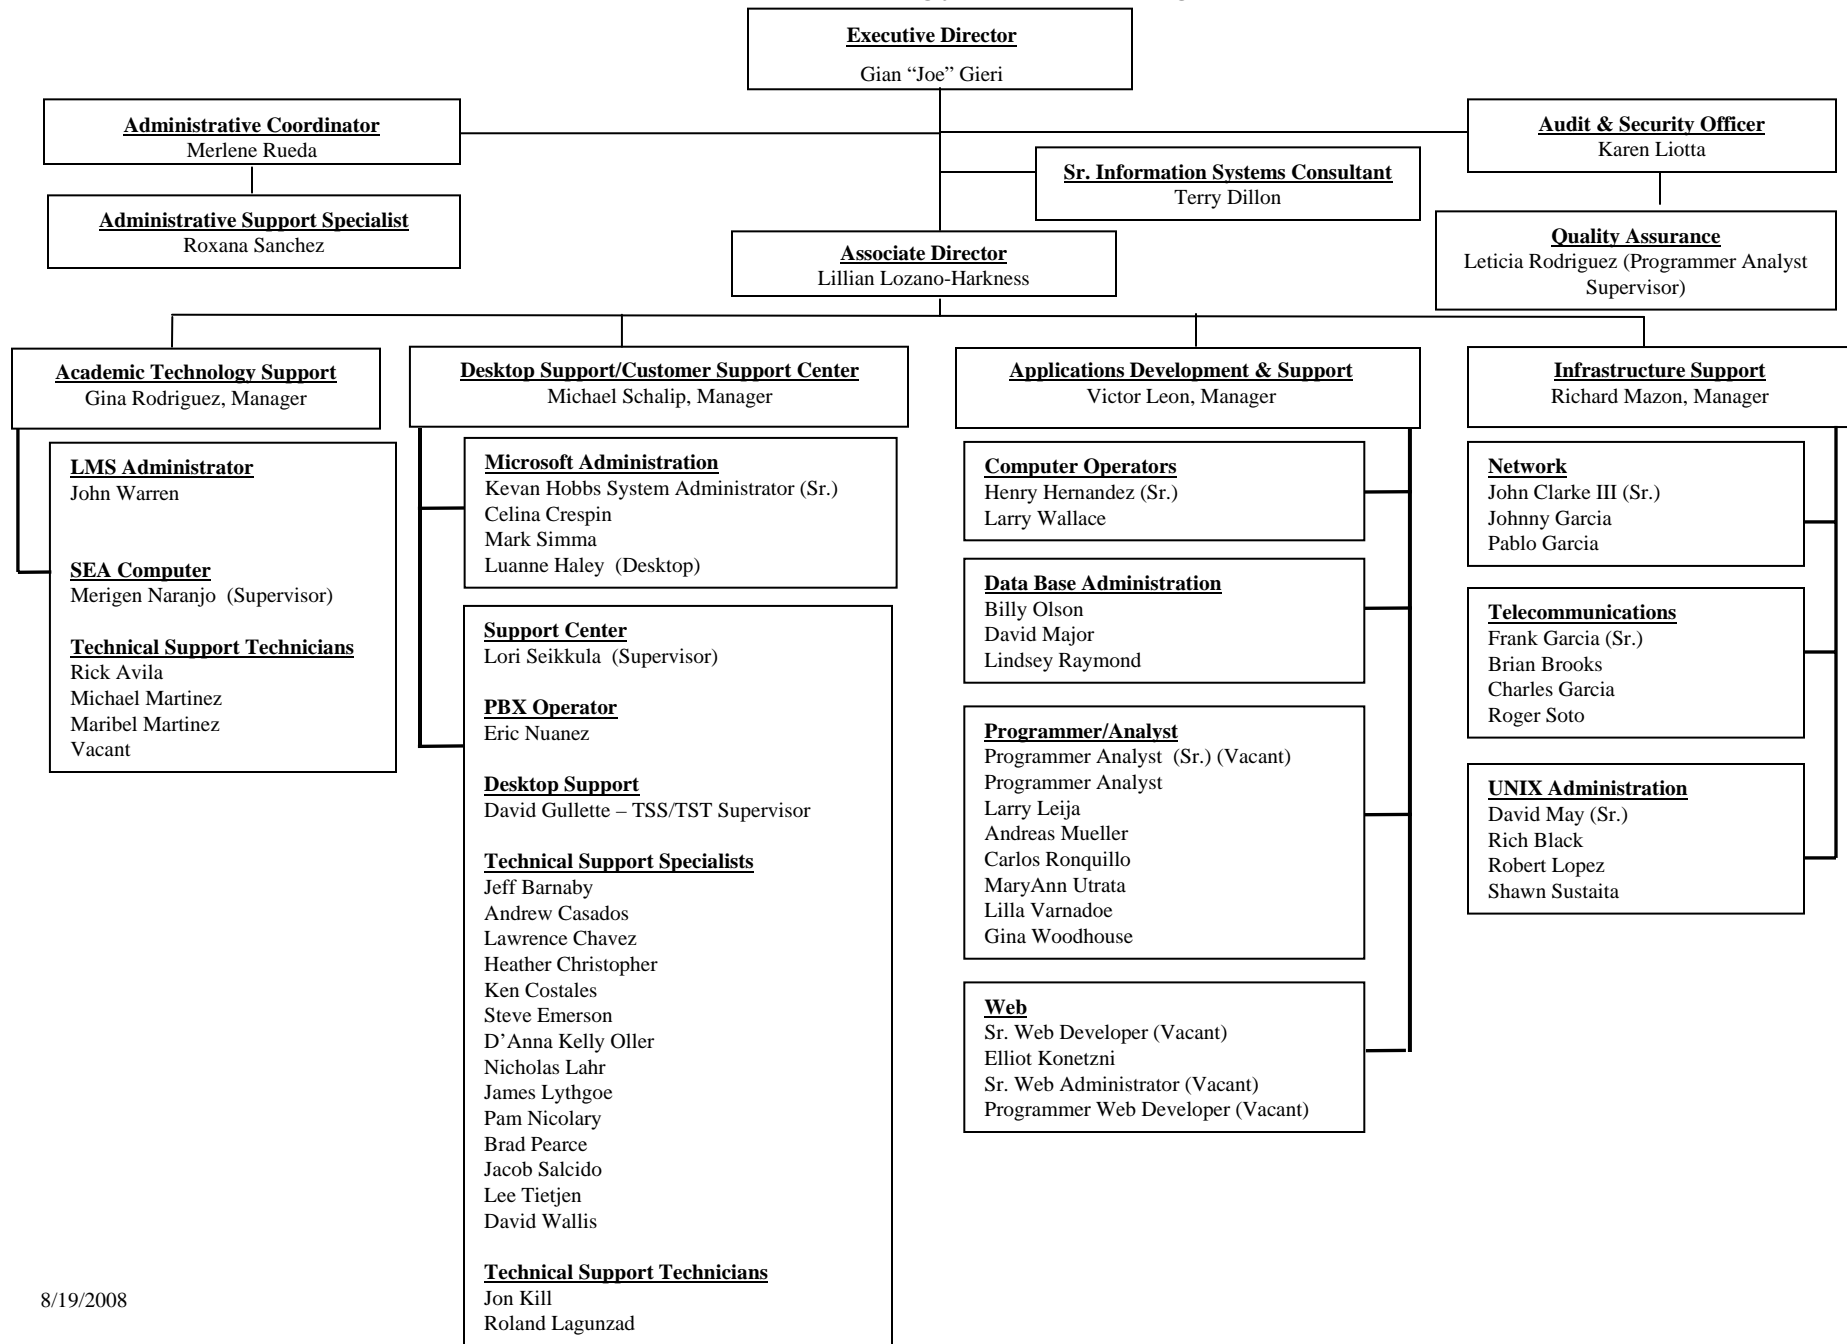 Executive Director
Gian “Joe” Gieri
Administrative Coordinator
Merlene Rueda
Audit & Security Officer
Karen Liotta
Sr. Information Systems Consultant
Terry Dillon
Administrative Support Specialist
Roxana Sanchez
Quality Assurance
Leticia Rodriguez (Programmer Analyst
Supervisor)
Associate Director
Lillian Lozano-Harkness
Academic Technology Support
Gina Rodriguez, Manager
LMS Administrator
John Warren
SEA Computer
Merigen Naranjo  (Supervisor)
Technical Support Technicians
Rick Avila
Michael Martinez
Maribel Martinez
Vacant
Desktop Support/Customer Support Center
Michael Schalip, Manager
Microsoft Administration
Kevan Hobbs System Administrator (Sr.)
Celina Crespin
Mark Simma
Luanne Haley  (Desktop)
Support Center
Lori Seikkula  (Supervisor)
PBX Operator
Eric Nuanez
Desktop Support
David Gullette – TSS/TST Supervisor
Technical Support Specialists
Jeff Barnaby
Andrew Casados
Lawrence Chavez
Heather Christopher
Ken Costales
Steve Emerson
D’Anna Kelly Oller
Nicholas Lahr
James Lythgoe
Pam Nicolary
Brad Pearce
Jacob Salcido
Lee Tietjen
David Wallis
Technical Support Technicians
Jon Kill
Roland Lagunzad
Applications Development & Support
Victor Leon, Manager
Computer Operators
Henry Hernandez (Sr.)
Larry Wallace
Data Base Administration
Billy Olson
David Major
Lindsey Raymond
Programmer/Analyst
Programmer Analyst  (Sr.) (Vacant)
Programmer Analyst
Larry Leija
Andreas Mueller
Carlos Ronquillo
MaryAnn Utrata
Lilla Varnadoe
Gina Woodhouse
Web
Sr. Web Developer (Vacant)
Elliot Konetzni
Sr. Web Administrator (Vacant)
Programmer Web Developer (Vacant)
Infrastructure Support
Richard Mazon, Manager
Network
John Clarke III (Sr.)
Johnny Garcia
Pablo Garcia
Telecommunications
Frank Garcia (Sr.)
Brian Brooks
Charles Garcia
Roger Soto
UNIX Administration
David May (Sr.)
Rich Black
Robert Lopez
Shawn Sustaita
8/19/2008